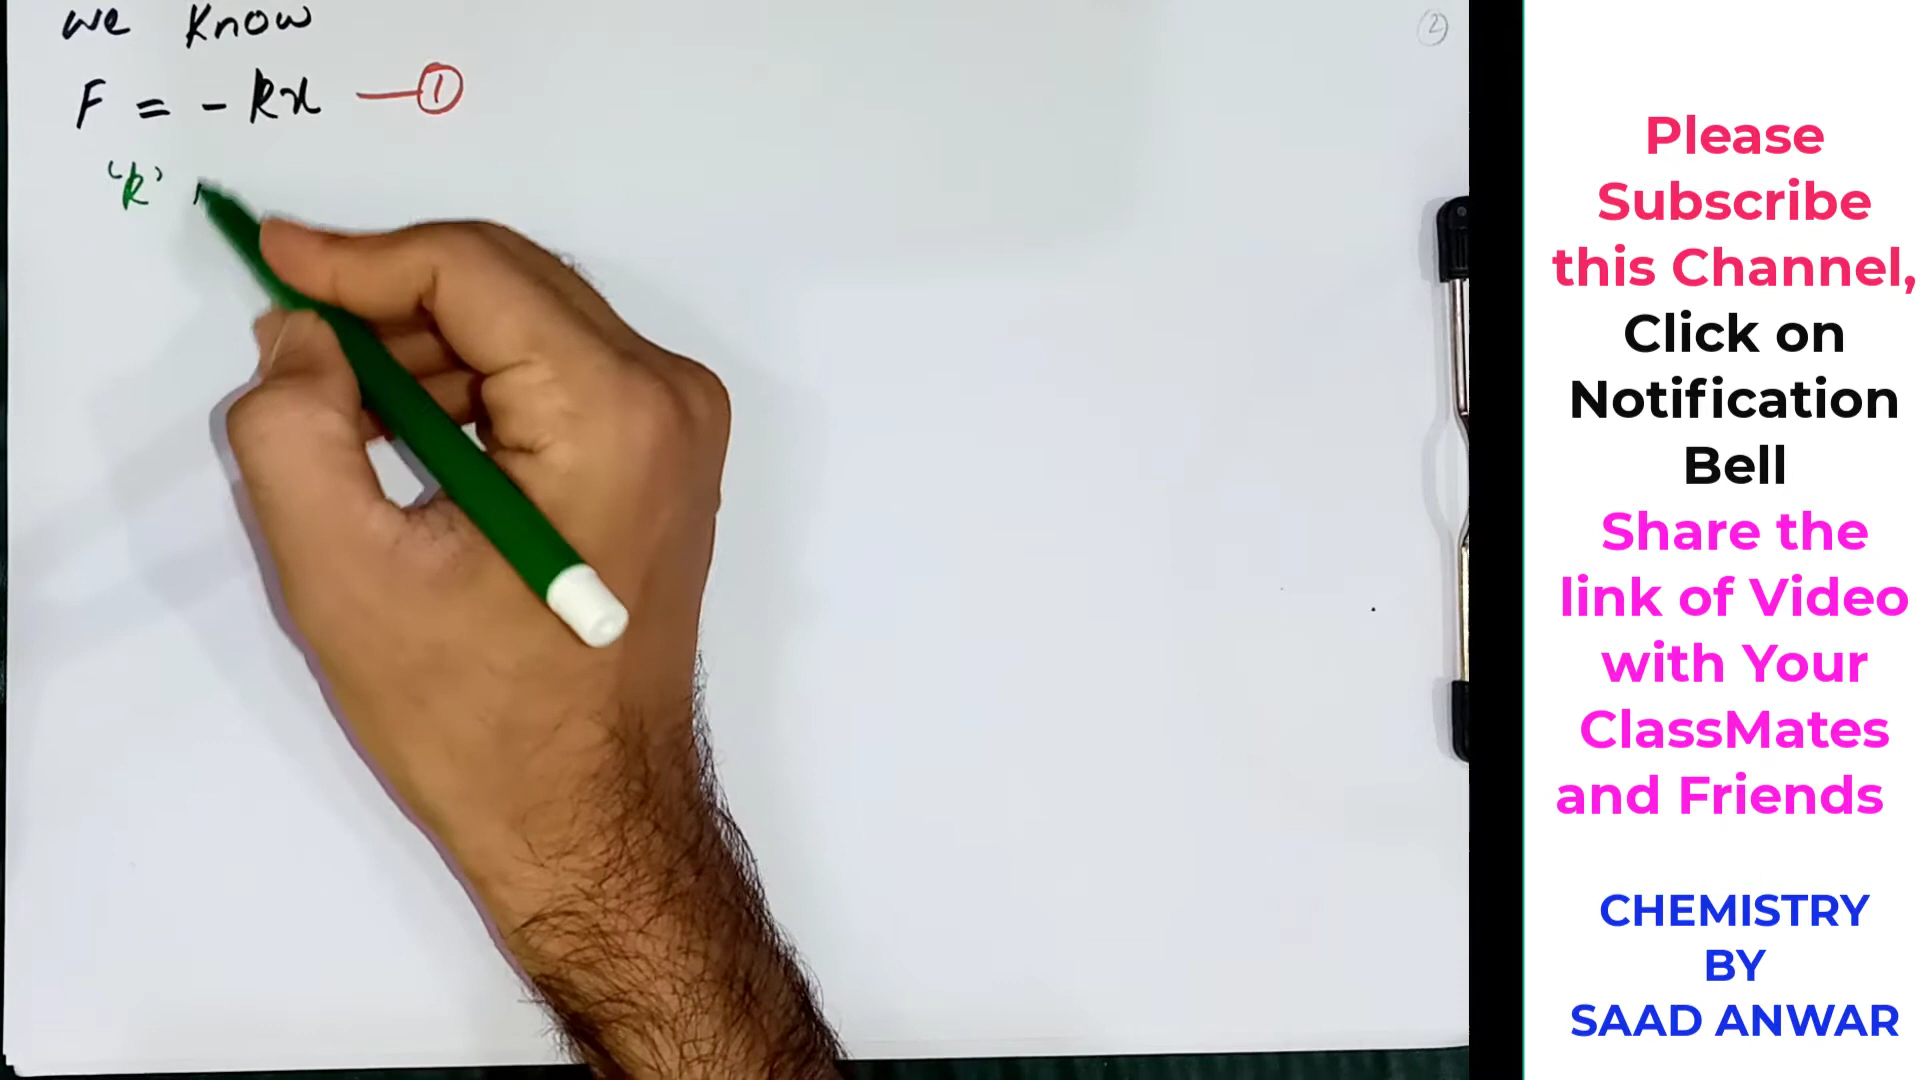 we know
F = - kx — ①
'k'
②
Please
Subscribe
this Channel,
Click on
Notification
Bell
Share the
link of Video
with Your
ClassMates
and Friends
CHEMISTRY
BY
SAAD ANWAR